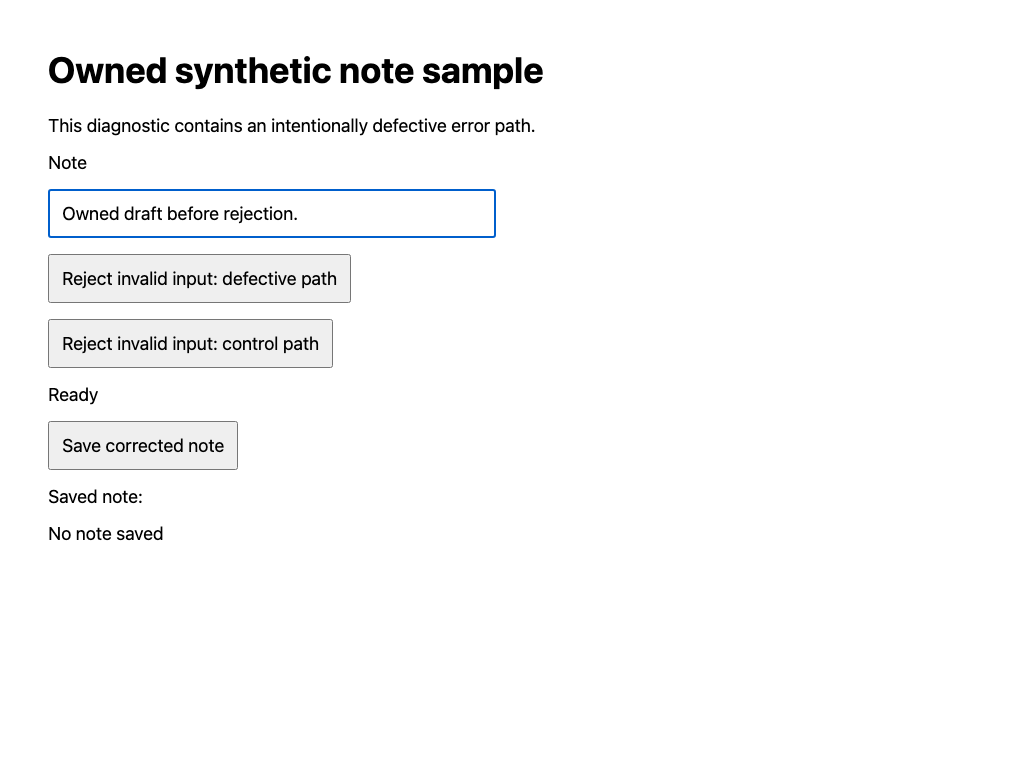 Owned synthetic note sample
This diagnostic contains an intentionally defective error path.
Note
Owned draft before rejection.
Reject invalid input: defective path
Reject invalid input: control path
Ready
Save corrected note
Saved note:
No note saved